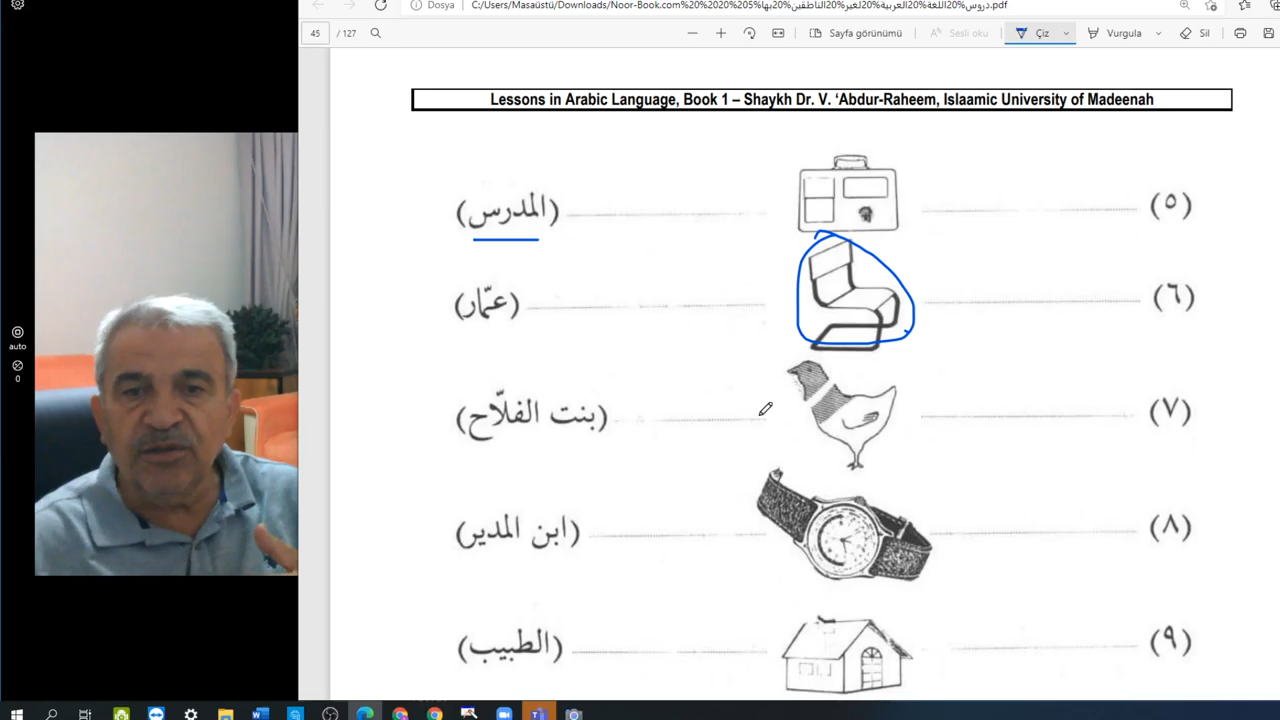 Dosya
C:/Users/Masaüstü/Downloads/Noor-Book.com%20%2020%205%20دروس%20اللغة%20العربية%20لغير%20الناطقين%20بها.pdf
45 / 127
Sayfa görünümü
Sesli oku
Çiz
Vurgula
Sil
Lessons in Arabic Language, Book 1 – Shaykh Dr. V. ‘Abdur-Raheem, Islaamic University of Madeenah
(٥) (المدرس)
(٦) (عمّار)
(٧) (بنت الفلّاح)
(٨) (ابن المدير)
(٩) (الطبيب)
auto
0